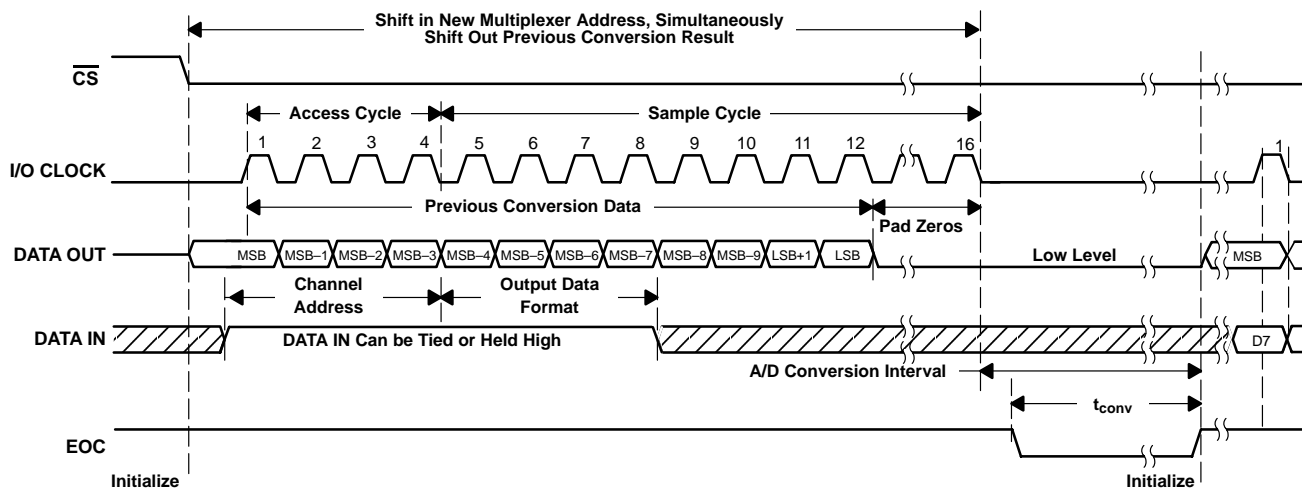 Shift in New Multiplexer Address, Simultaneously
Shift Out Previous Conversion Result
CS
Access Cycle
Sample Cycle
1 2 3 4 5 6 7 8 9 10 11 12 16 1
I/O CLOCK
Previous Conversion Data
Pad Zeros
DATA OUT
MSB MSB–1 MSB–2 MSB–3 MSB–4 MSB–5 MSB–6 MSB–7 MSB–8 MSB–9 LSB+1 LSB
Low Level
MSB
Channel
Address
Output Data
Format
DATA IN
DATA IN Can be Tied or Held High
D7
A/D Conversion Interval
tconv
EOC
Initialize
Initialize